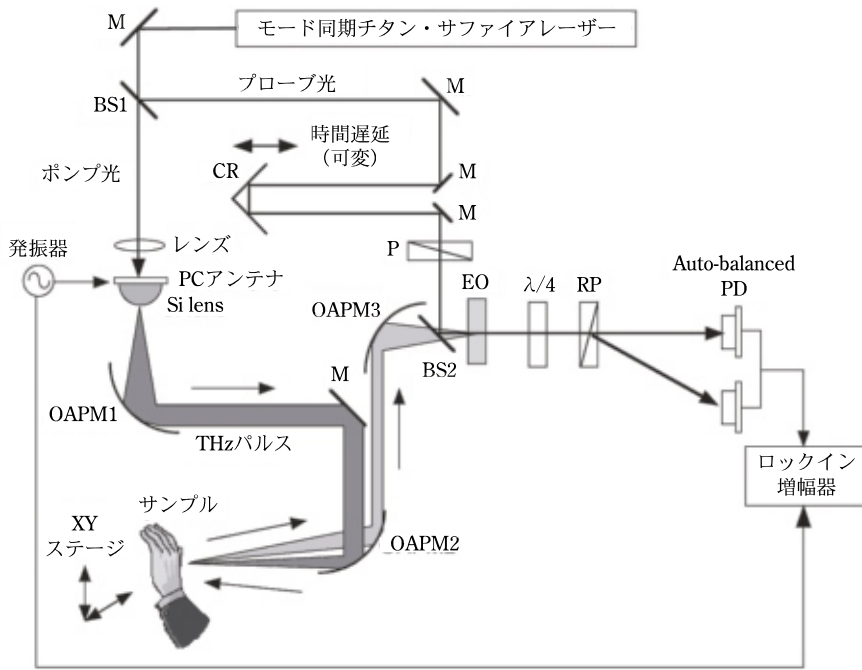 モード同期チタン・サファイアレーザー
M
BS1
プローブ光
M
時間遅延
（可変）
CR
M
M
ポンプ光
P
発振器
レンズ
PCアンテナ
Si lens
OAPM3
EO
λ/4
RP
Auto-balanced
PD
BS2
M
OAPM1
THzパルス
ロックイン
増幅器
サンプル
XY
ステージ
OAPM2